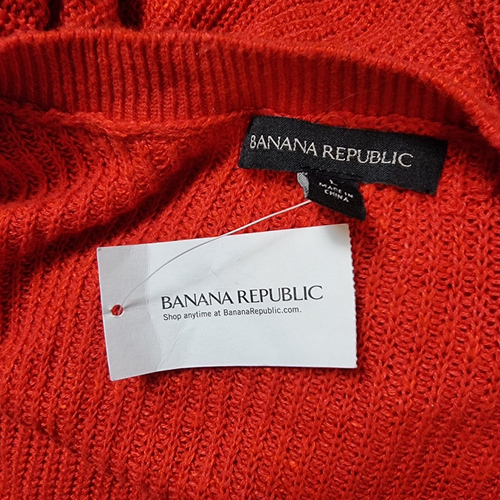 BANANA REPUBLIC
L
MADE IN
CHINA
BANANA REPUBLIC
Shop anytime at BananaRepublic.com.